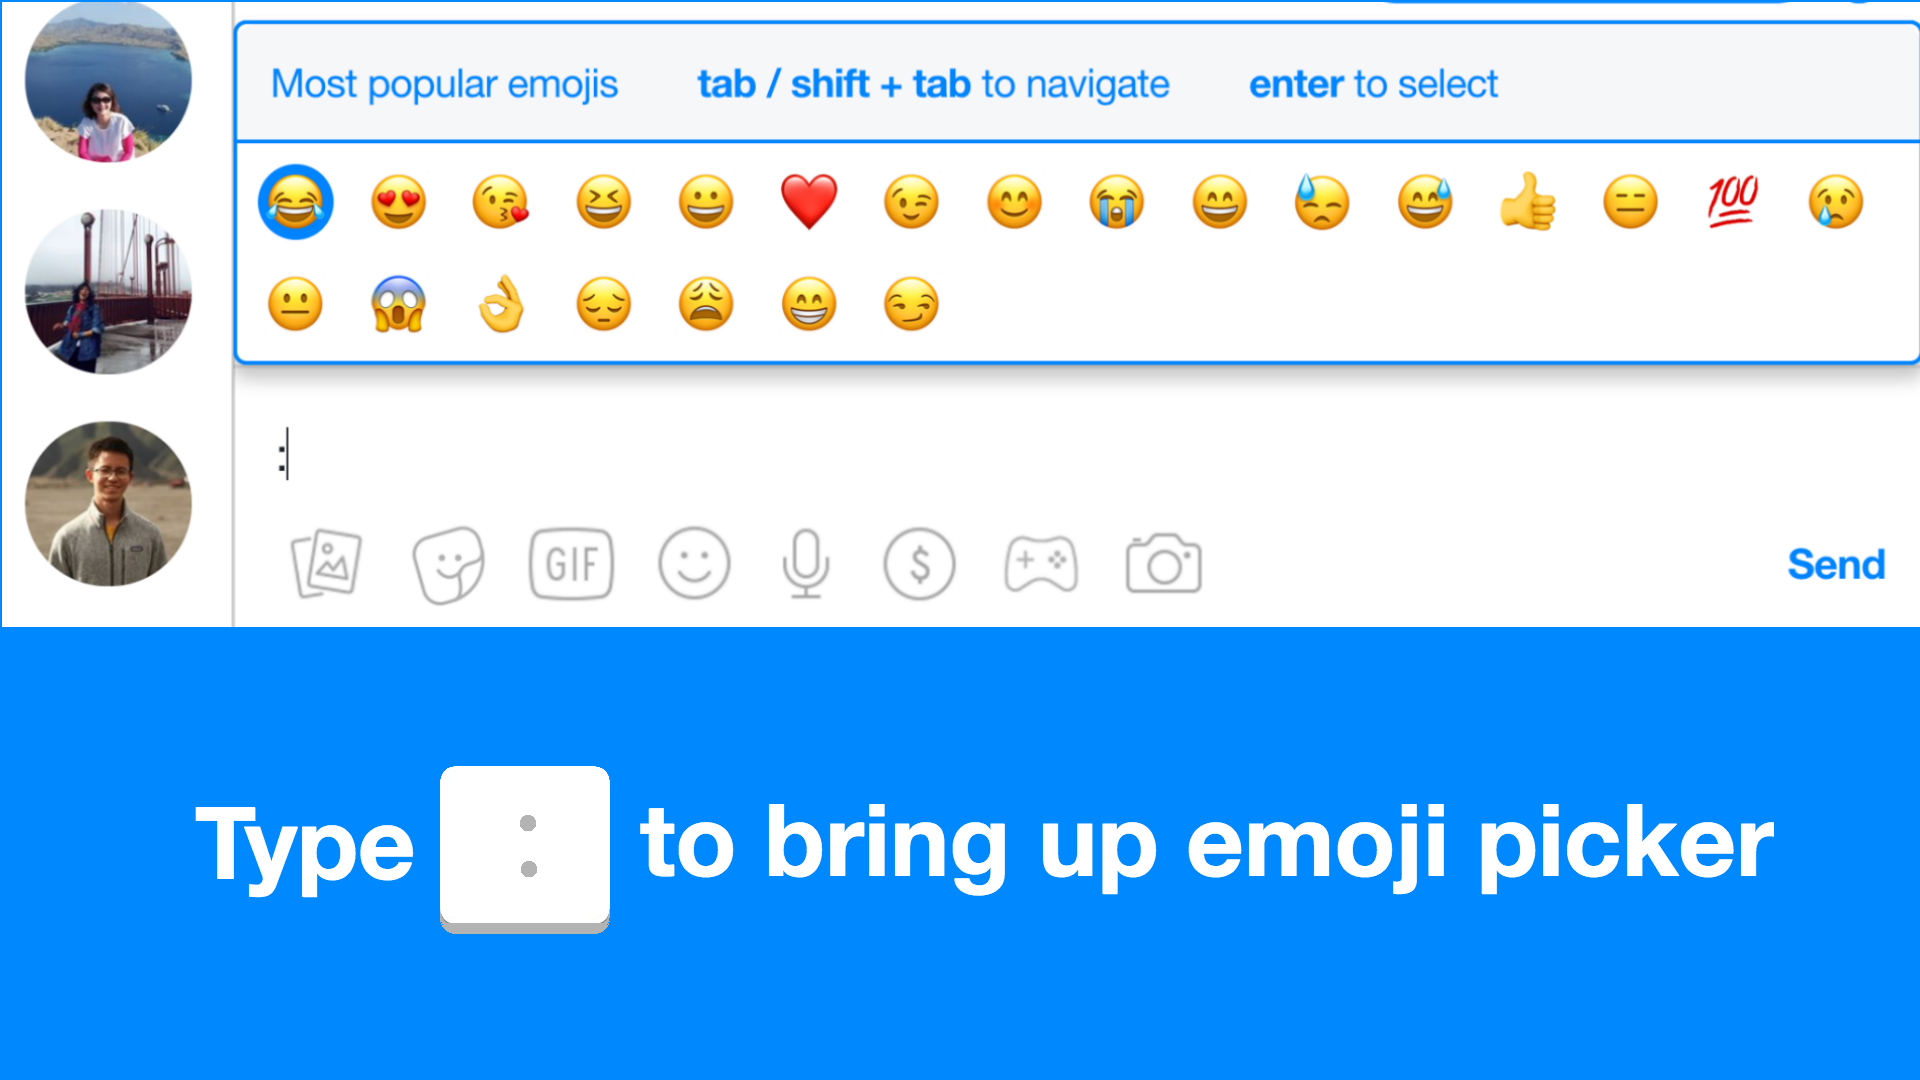 Most popular emojis tab / shift + tab to navigate enter to select
:
GIF $
Send
Type : to bring up emoji picker